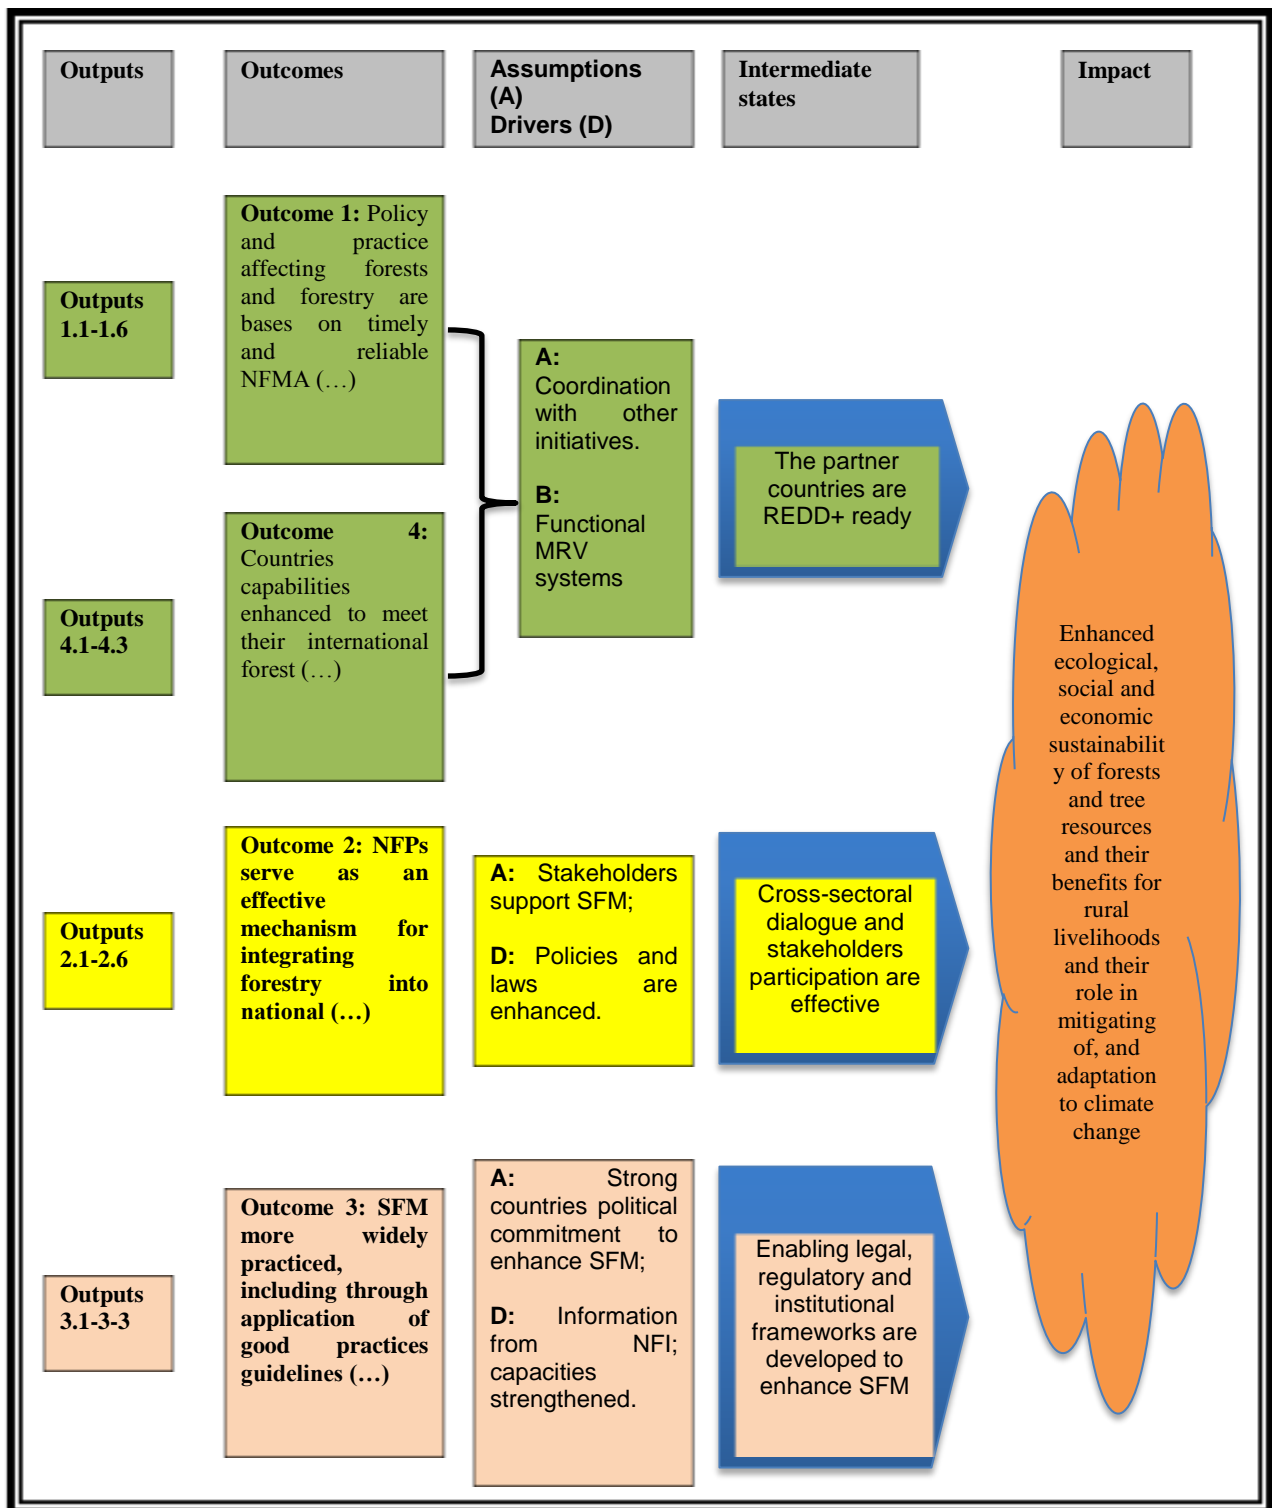 Outputs
Outcomes
Assumptions
(A)
Drivers (D)
Intermediate
states
Impact
Outputs
1.1-1.6
Outcome 1: Policy
and practice
affecting forests
and forestry are
bases on timely
and reliable
NFMA (…)
Outputs
4.1-4.3
Outcome 4:
Countries
capabilities
enhanced to meet
their international
forest (…)
A:
Coordination
with other
initiatives.
B:
Functional
MRV
systems
The partner
countries are
REDD+ ready
Outputs
2.1-2.6
Outcome 2: NFPs
serve as an
effective
mechanism for
integrating
forestry into
national (…)
A: Stakeholders
support SFM;
D: Policies and
laws are
enhanced.
Cross-sectoral
dialogue and
stakeholders
participation are
effective
Outputs
3.1-3-3
Outcome 3: SFM
more widely
practiced,
including through
application of
good practices
guidelines (…)
A: Strong
countries political
commitment to
enhance SFM;
D: Information
from NFI;
capacities
strengthened.
Enabling legal,
regulatory and
institutional
frameworks are
developed to
enhance SFM
Enhanced
ecological,
social and
economic
sustainabilit
y of forests
and tree
resources
and their
benefits for
rural
livelihoods
and their
role in
mitigating
of, and
adaptation
to climate
change